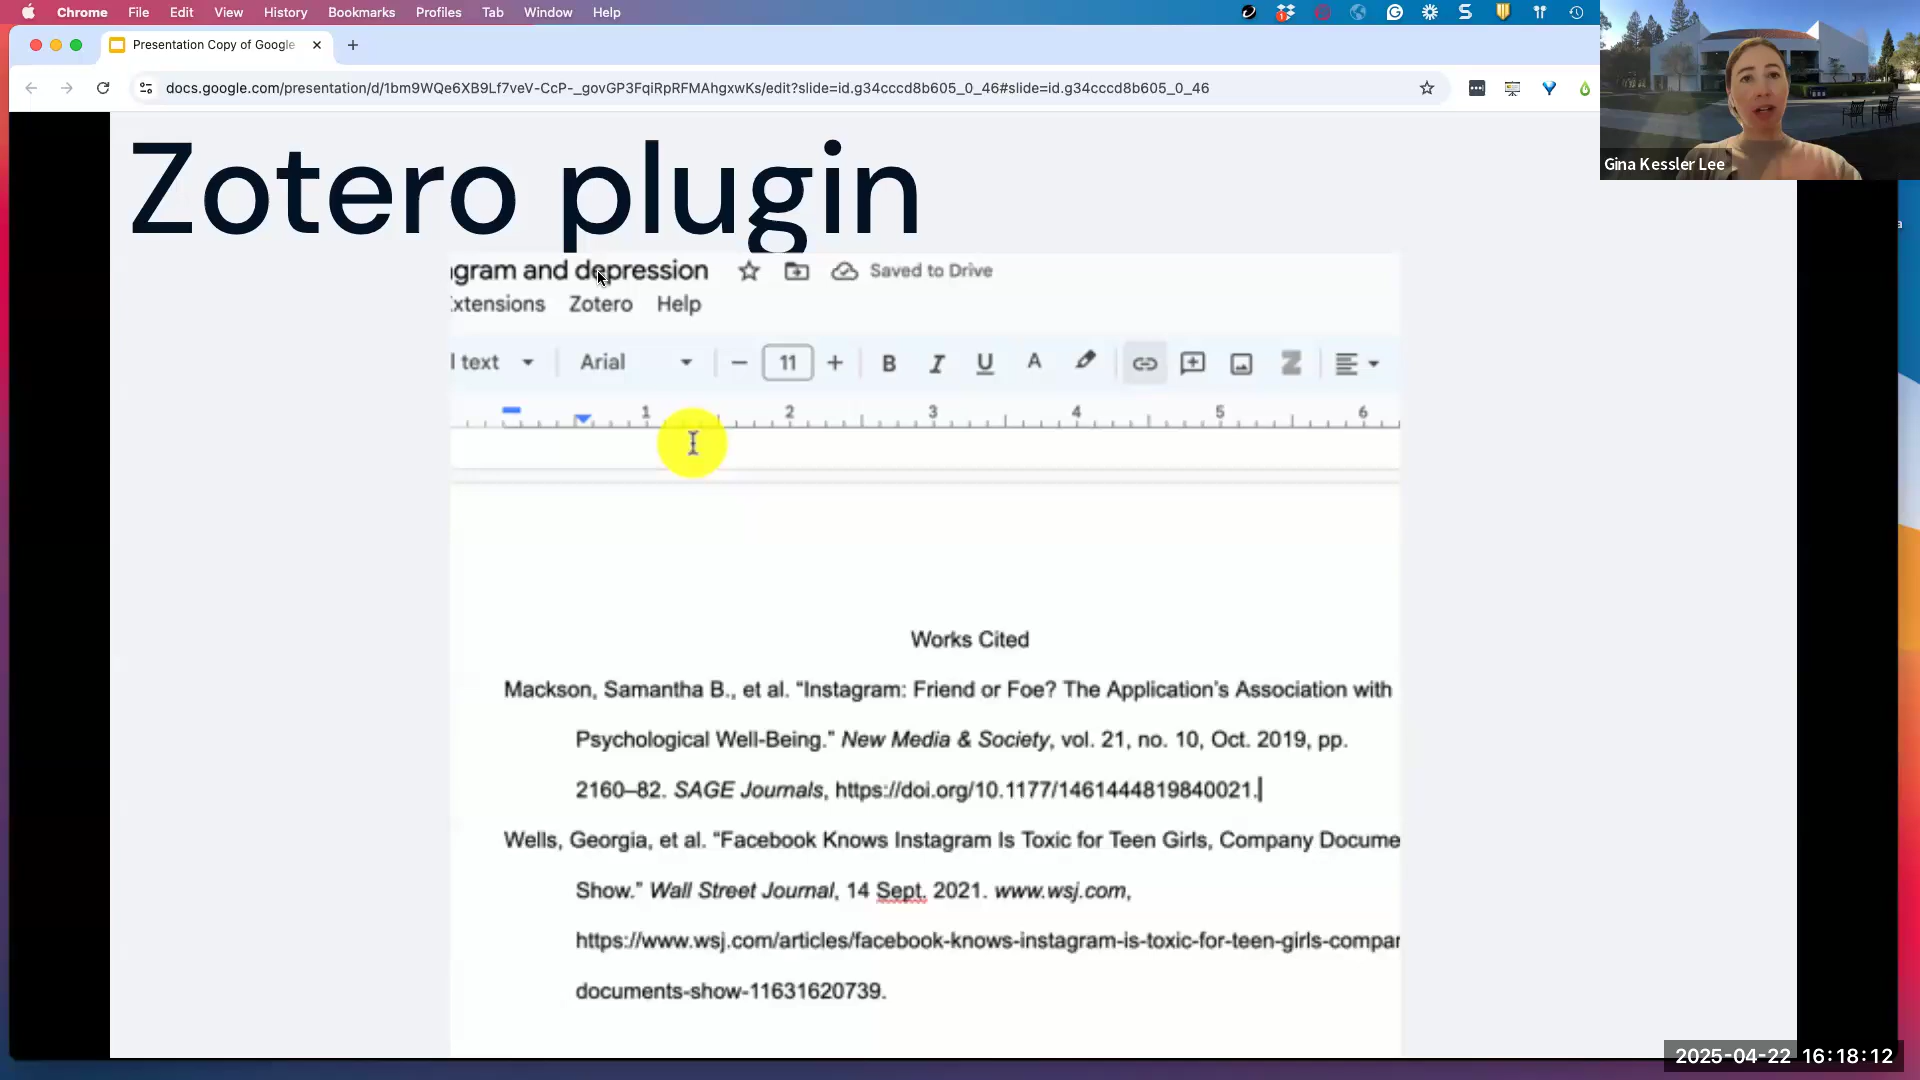 Chrome File Edit View History Bookmarks Profiles Tab Window Help
Presentation Copy of Google
docs.google.com/presentation/d/1bm9WQe6XB9Lf7veV-CcP-_govGP3FqiRpRFMAhgxwKs/edit?slide=id.g34cccd8b605_0_46#slide=id.g34cccd8b605_0_46
Gina Kessler Lee
Zotero plugin
gram and depression Saved to Drive
Extensions Zotero Help
l text Arial 11 B I U A
1 2 3 4 5 6
Works Cited
Mackson, Samantha B., et al. “Instagram: Friend or Foe? The Application’s Association with
Psychological Well-Being.” New Media & Society, vol. 21, no. 10, Oct. 2019, pp.
2160–82. SAGE Journals, https://doi.org/10.1177/1461444819840021.
Wells, Georgia, et al. “Facebook Knows Instagram Is Toxic for Teen Girls, Company Docume
Show.” Wall Street Journal, 14 Sept. 2021. www.wsj.com,
https://www.wsj.com/articles/facebook-knows-instagram-is-toxic-for-teen-girls-compan
documents-show-11631620739.
2025-04-22 16:18:12